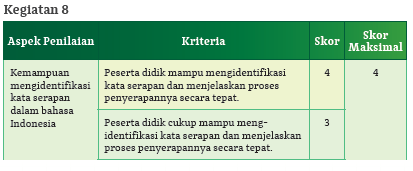 Kegiatan 8
Aspek Penilaian Kriteria Skor Skor Maksimal
Kemampuan mengidentifikasi kata serapan dalam bahasa Indonesia
Peserta didik mampu mengidentifikasi
kata serapan dan menjelaskan proses
penyerapannya secara tepat.
4
4
Peserta didik cukup mampu meng-
identifikasi kata serapan dan menjelaskan
proses penyerapannya secara tepat.
3